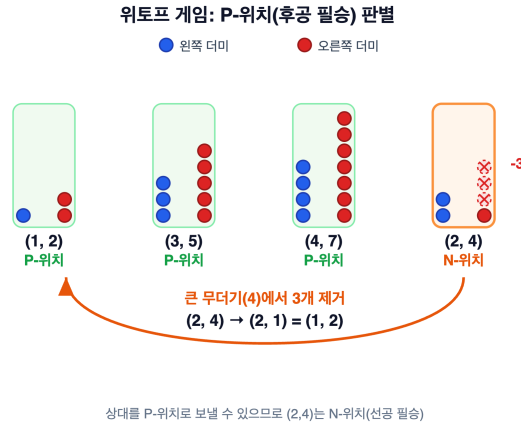 위토프 게임: P-위치(후공 필승) 판별
왼쪽 더미
오른쪽 더미
-3
(1, 2)
P-위치
(3, 5)
P-위치
(4, 7)
P-위치
(2, 4)
N-위치
큰 무더기(4)에서 3개 제거
(2, 4) → (2, 1) = (1, 2)
상대를 P-위치로 보낼 수 있으므로 (2,4)는 N-위치(선공 필승)